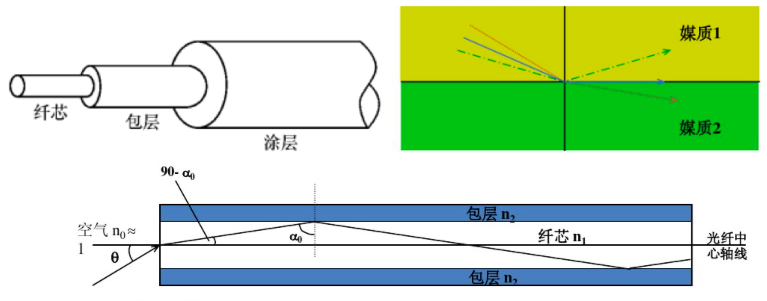 纤芯
包层
涂层
媒质1
媒质2
90- α₀
包层 n₂
空气 n₀≈
1
θ
α₀
纤芯 n₁
光纤中
心轴线
包层 n₂